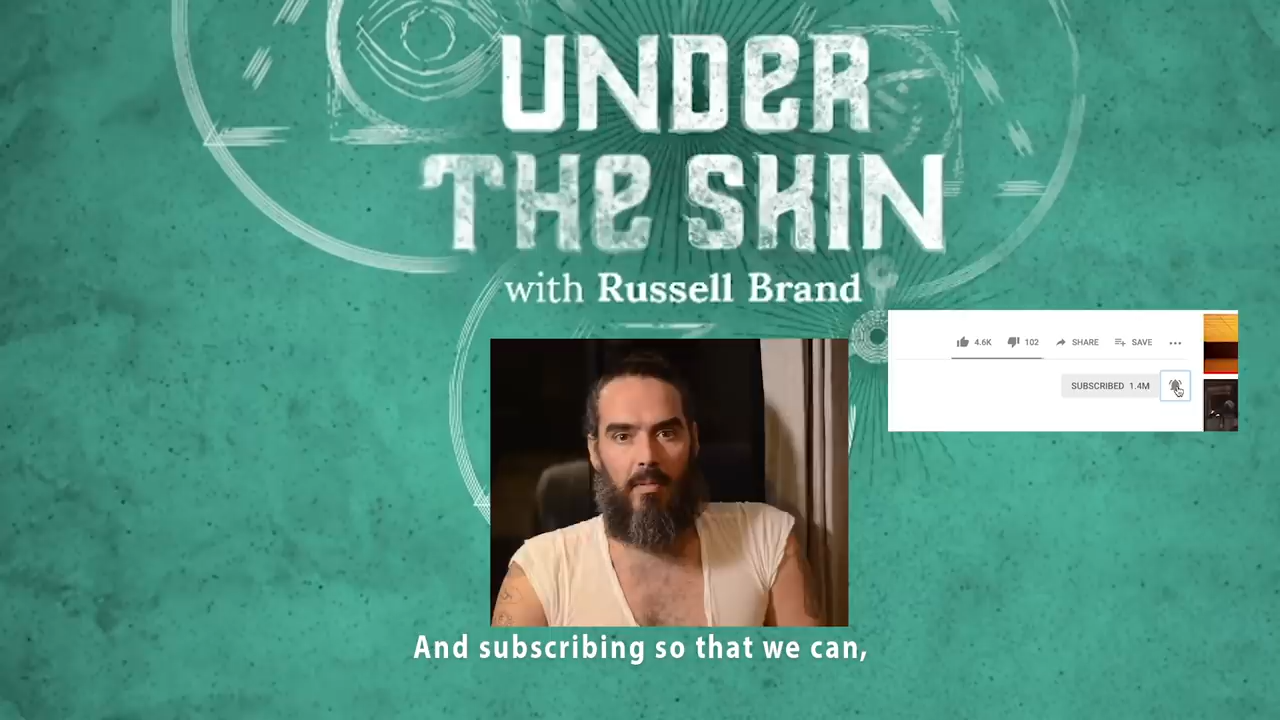 UNDER
THE SKIN
with Russell Brand
4.6K 102 SHARE SAVE
SUBSCRIBED 1.4M
And subscribing so that we can,